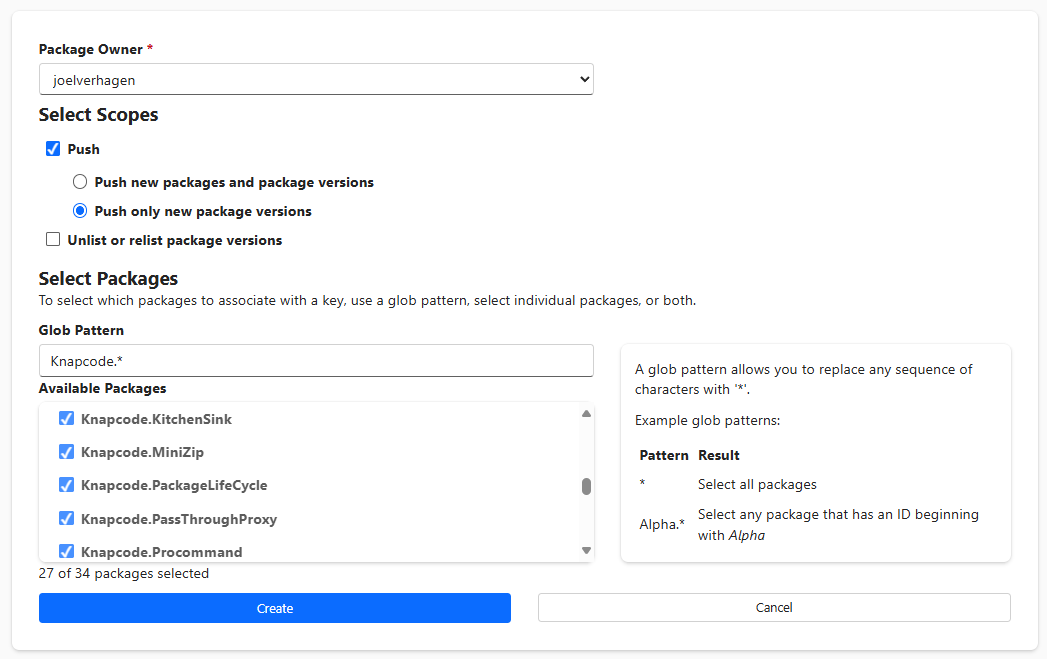 Package Owner *
joelverhagen
Select Scopes
Push
Push new packages and package versions
Push only new package versions
Unlist or relist package versions
Select Packages
To select which packages to associate with a key, use a glob pattern, select individual packages, or both.
Glob Pattern
Knapcode.*
Available Packages
Knapcode.KitchenSink
Knapcode.MiniZip
Knapcode.PackageLifeCycle
Knapcode.PassThroughProxy
Knapcode.Procommand
27 of 34 packages selected
A glob pattern allows you to replace any sequence of
characters with '*'.
Example glob patterns:
Pattern Result
* Select all packages
Alpha.* Select any package that has an ID beginning
with Alpha
Create
Cancel